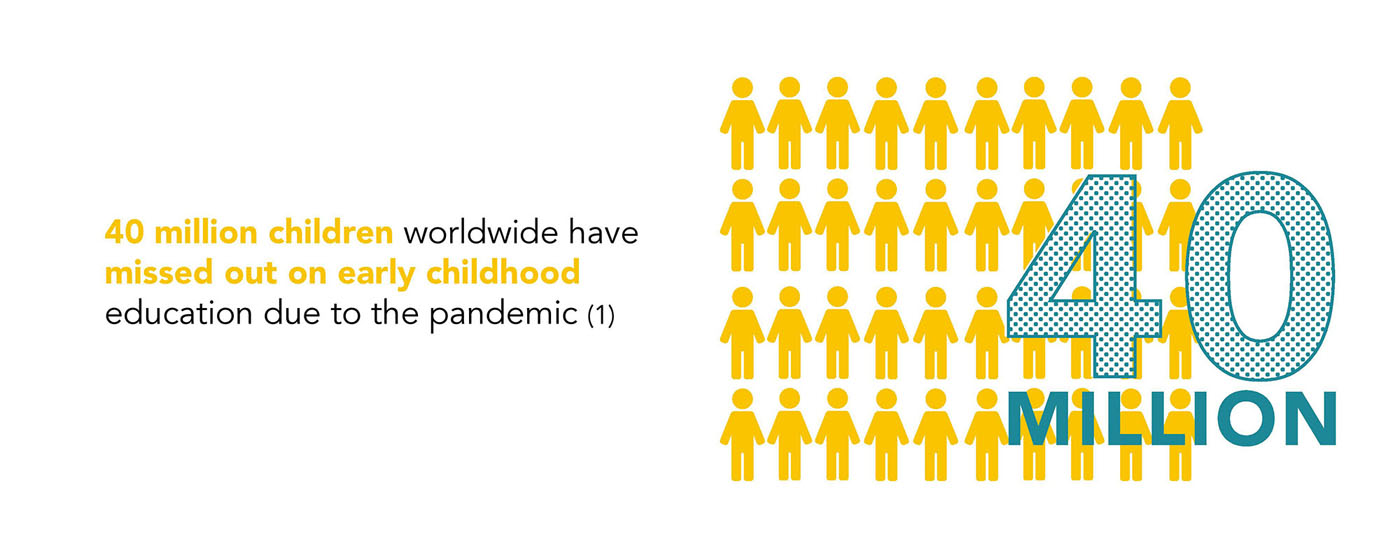 40 million children worldwide have
missed out on early childhood
education due to the pandemic (1)
40
MILLION